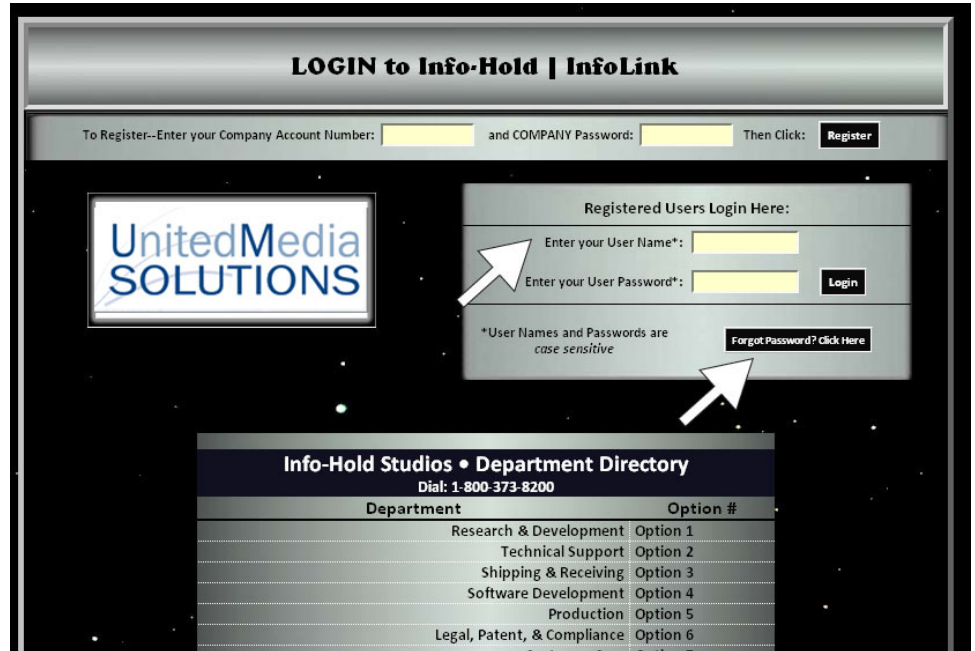 LOGIN to Info-Hold | InfoLink
To Register--Enter your Company Account Number: and COMPANY Password: Then Click: Register
UnitedMedia
SOLUTIONS
Registered Users Login Here:
Enter your User Name*:
Enter your User Password*: Login
*User Names and Passwords are
case sensitive
Forgot Password? Click Here
Info-Hold Studios • Department Directory
Dial: 1-800-373-8200
Department Option #
Research & Development Option 1
Technical Support Option 2
Shipping & Receiving Option 3
Software Development Option 4
Production Option 5
Legal, Patent, & Compliance Option 6